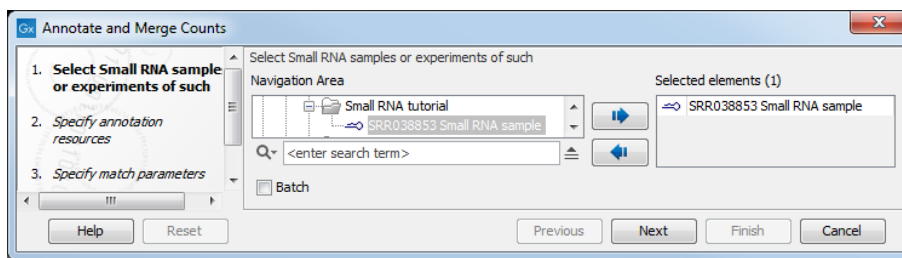 Gx Annotate and Merge Counts
1. Select Small RNA sample
or experiments of such
2. Specify annotation
resources
3. Specify match parameters
Select Small RNA samples or experiments of such
Navigation Area
Small RNA tutorial
SRR038853 Small RNA sample
<enter search term>
Batch
Selected elements (1)
SRR038853 Small RNA sample
Help
Reset
Previous
Next
Finish
Cancel